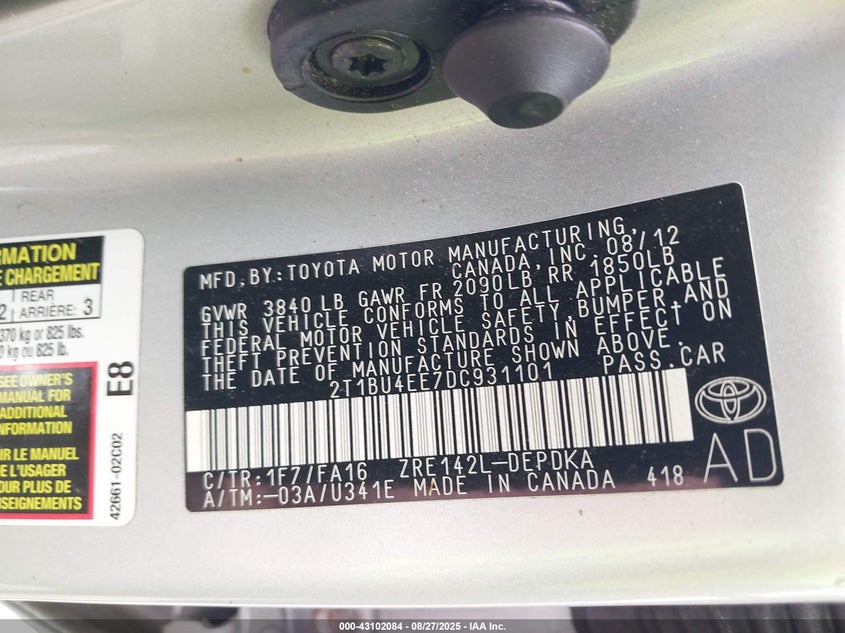 RMATION
E CHARGEMENT
2 REAR
ARRIÈRE: 3
370 kg or 825 lbs.
0 kg ou 825 lb.
SEE OWNER'S
MANUAL FOR
ADDITIONAL
INFORMATION
OIR LE MANUEL
DE L'USAGER
POUR PLUS DE
NSEIGNEMENTS
E8
42661-02C02
MFD.BY:TOYOTA MOTOR MANUFACTURING,
CANADA, INC. 08/12
GVWR 3840 LB GAWR FR 2090LB, RR 1850LB
THIS VEHICLE CONFORMS TO ALL APPLICABLE
FEDERAL MOTOR VEHICLE SAFETY,BUMPER,AND
THEFT PREVENTION STANDARDS IN EFFECT ON
THE DATE OF MANUFACTURE SHOWN ABOVE.
2T1BU4EE7DC931101 PASS.CAR
C/TR:1F7/FA16 ZRE142L-DEPDKA
A/TM:-03A/U341E MADE IN CANADA 418
AD
000-43102084 - 08/27/2025 - IAA Inc.